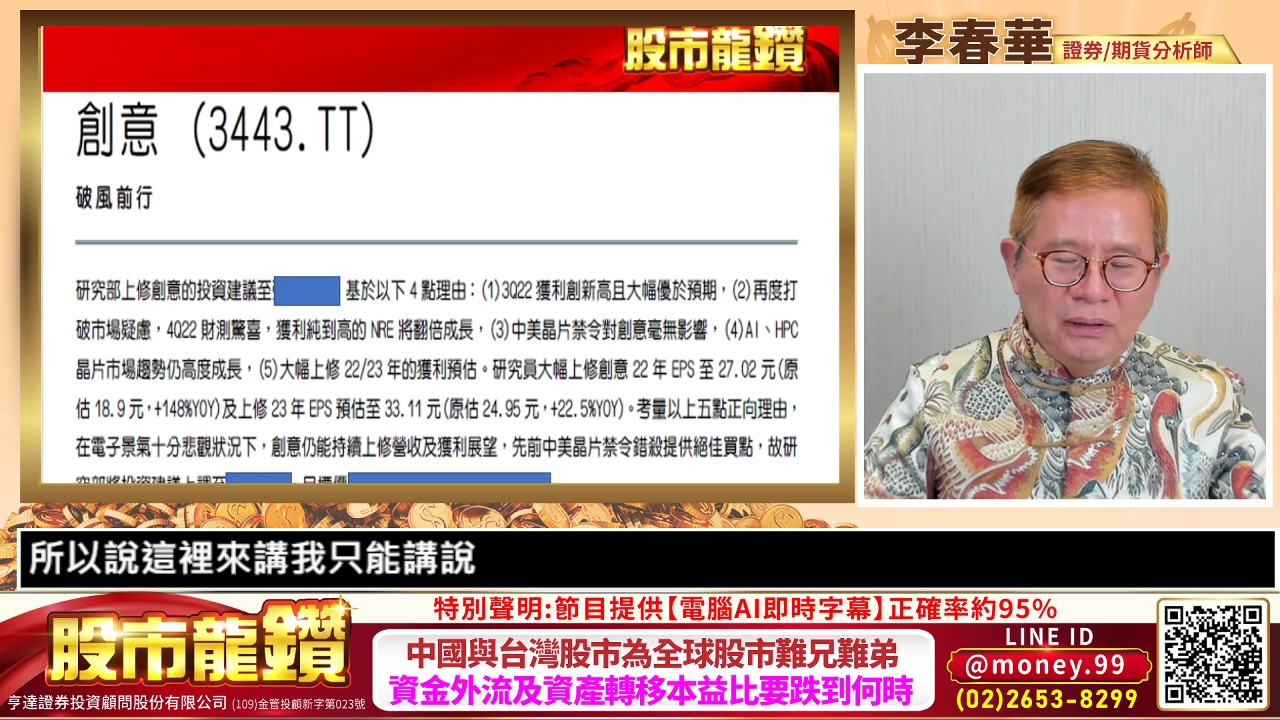 股市龍鑽
李春華 證券/期貨分析師
創意 (3443.TT)
破風前行
研究部上修創意的投資建議至 基於以下 4 點理由：(1)3Q22 獲利創新高且大幅優於預期，(2)再度打
破市場疑慮，4Q22 財測驚喜，獲利純到高的 NRE 將翻倍成長，(3)中美晶片禁令對創意毫無影響，(4)AI、HPC
晶片市場趨勢仍高度成長，(5)大幅上修 22/23 年的獲利預估。研究員大幅上修創意 22 年 EPS 至 27.02 元(原
估 18.9 元，+148%YOY)及上修 23 年 EPS 預估至 33.11 元(原估 24.95 元，+22.5%YOY)。考量以上五點正向理由，
在電子景氣十分悲觀狀況下，創意仍能持續上修營收及獲利展望，先前中美晶片禁令錯殺提供絕佳買點，故研
究部將投資建議上調至 ，目標價
所以說這裡來講我只能講說
特別聲明:節目提供【電腦AI即時字幕】正確率約95%
股市龍鑽
亨達證券投資顧問股份有限公司 (109)金管投顧新字第023號
中國與台灣股市為全球股市難兄難弟
資金外流及資產轉移本益比要跌到何時
LINE ID
@money.99
(02)2653-8299